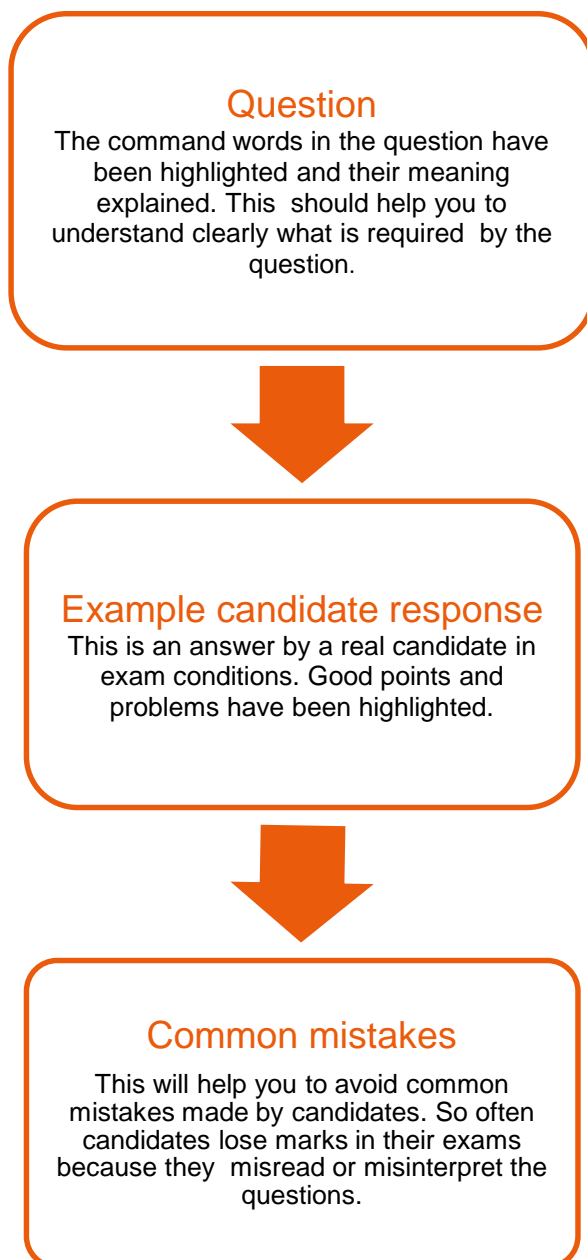 Question
The command words in the question have
been highlighted and their meaning
explained. This should help you to
understand clearly what is required by the
question.
Example candidate response
This is an answer by a real candidate in
exam conditions. Good points and
problems have been highlighted.
Common mistakes
This will help you to avoid common
mistakes made by candidates. So often
candidates lose marks in their exams
because they misread or misinterpret the
questions.